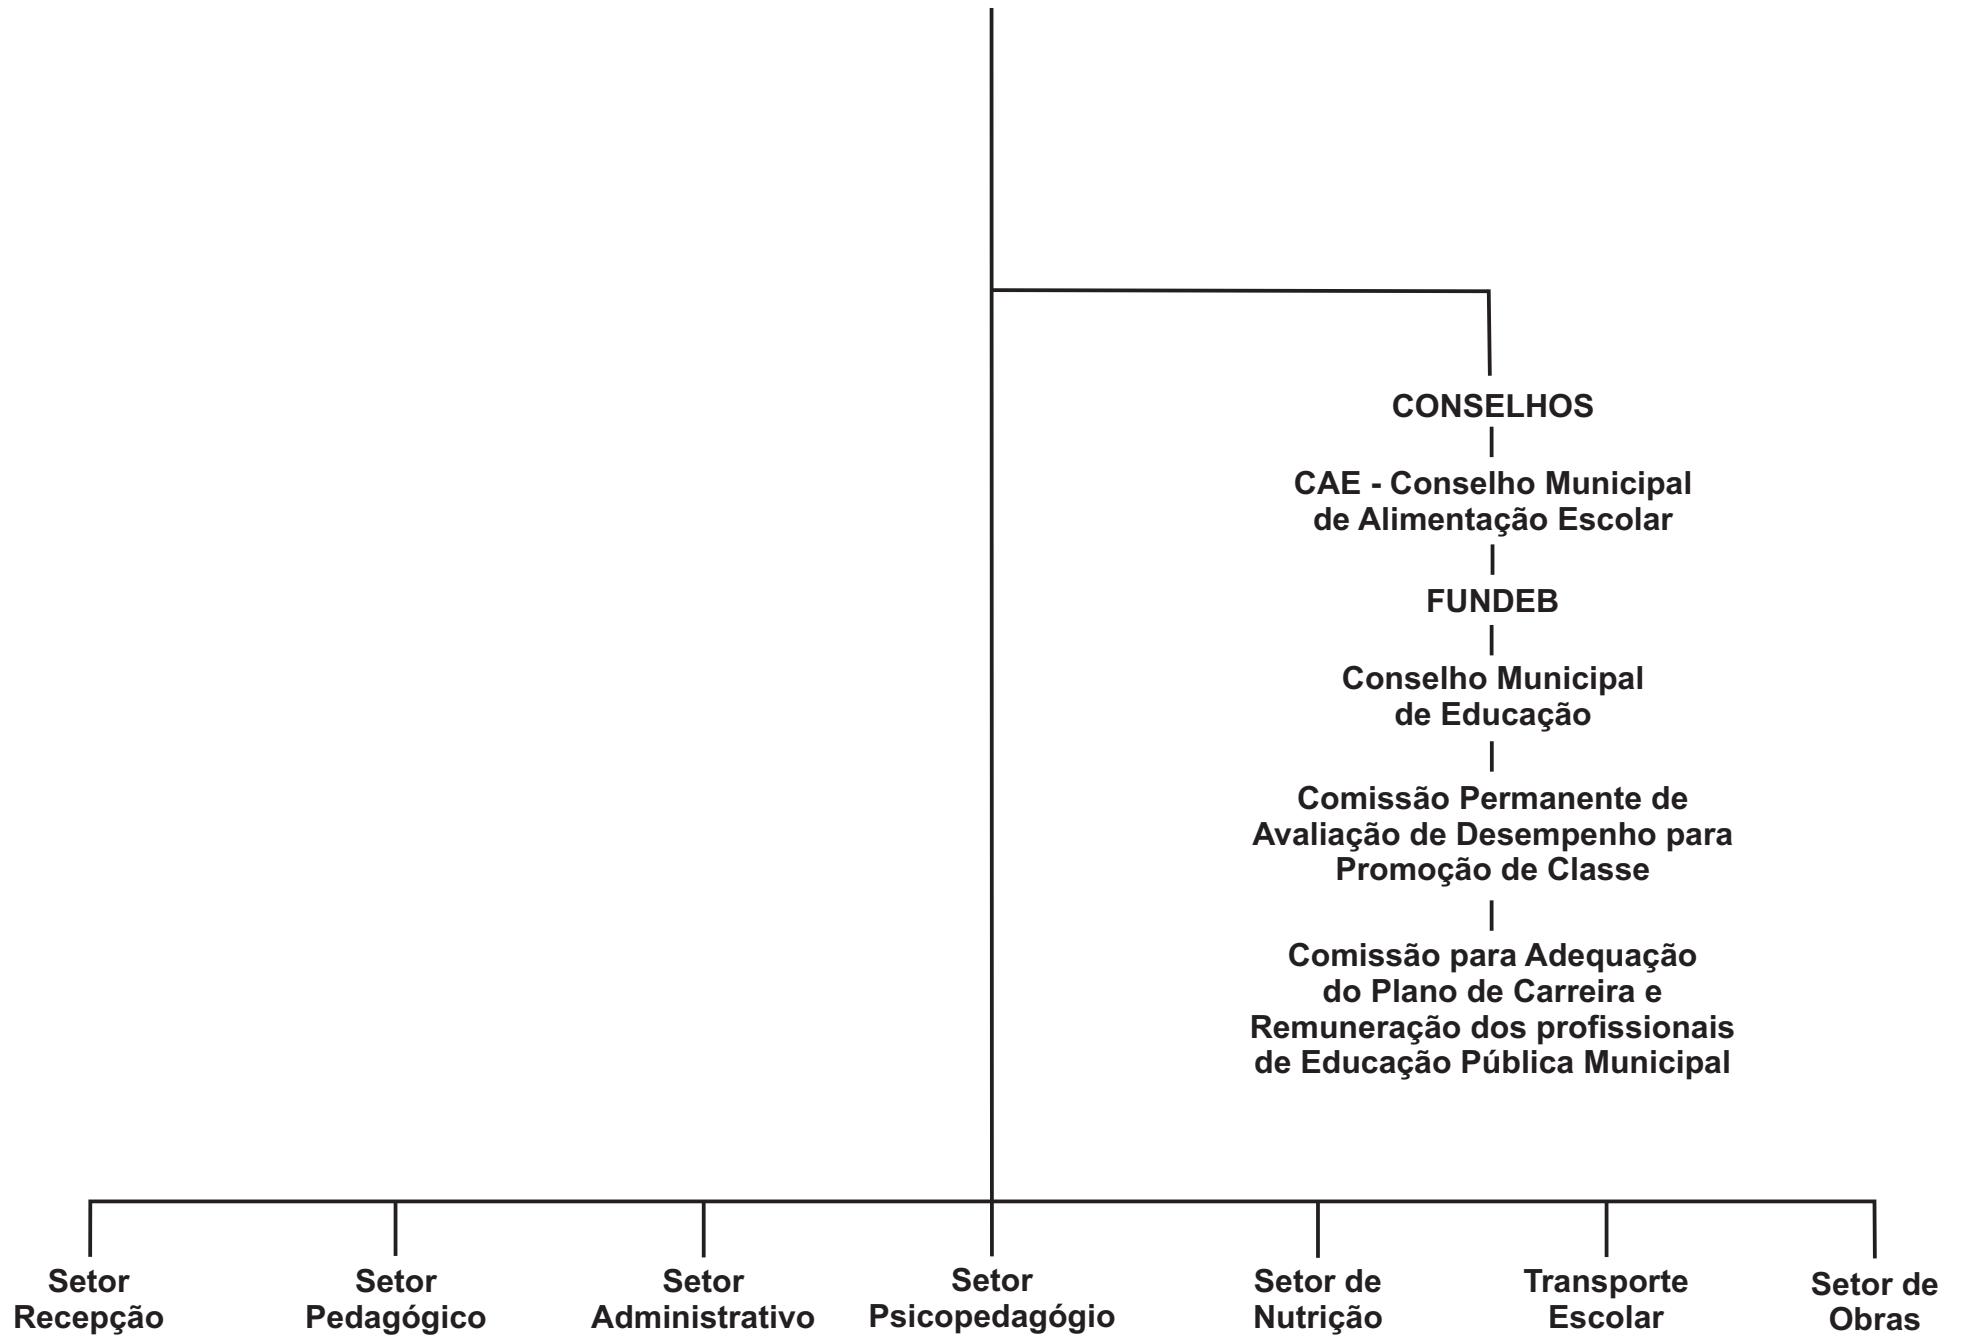 CONSELHOS
CAE - Conselho Municipal
de Alimentação Escolar
FUNDEB
Conselho Municipal
de Educação
Comissão Permanente de
Avaliação de Desempenho para
Promoção de Classe
Comissão para Adequação
do Plano de Carreira e
Remuneração dos profissionais
de Educação Pública Municipal
Setor
Recepção
Setor
Pedagógico
Setor
Administrativo
Setor
Psicopedagógio
Setor de
Nutrição
Transporte
Escolar
Setor de
Obras